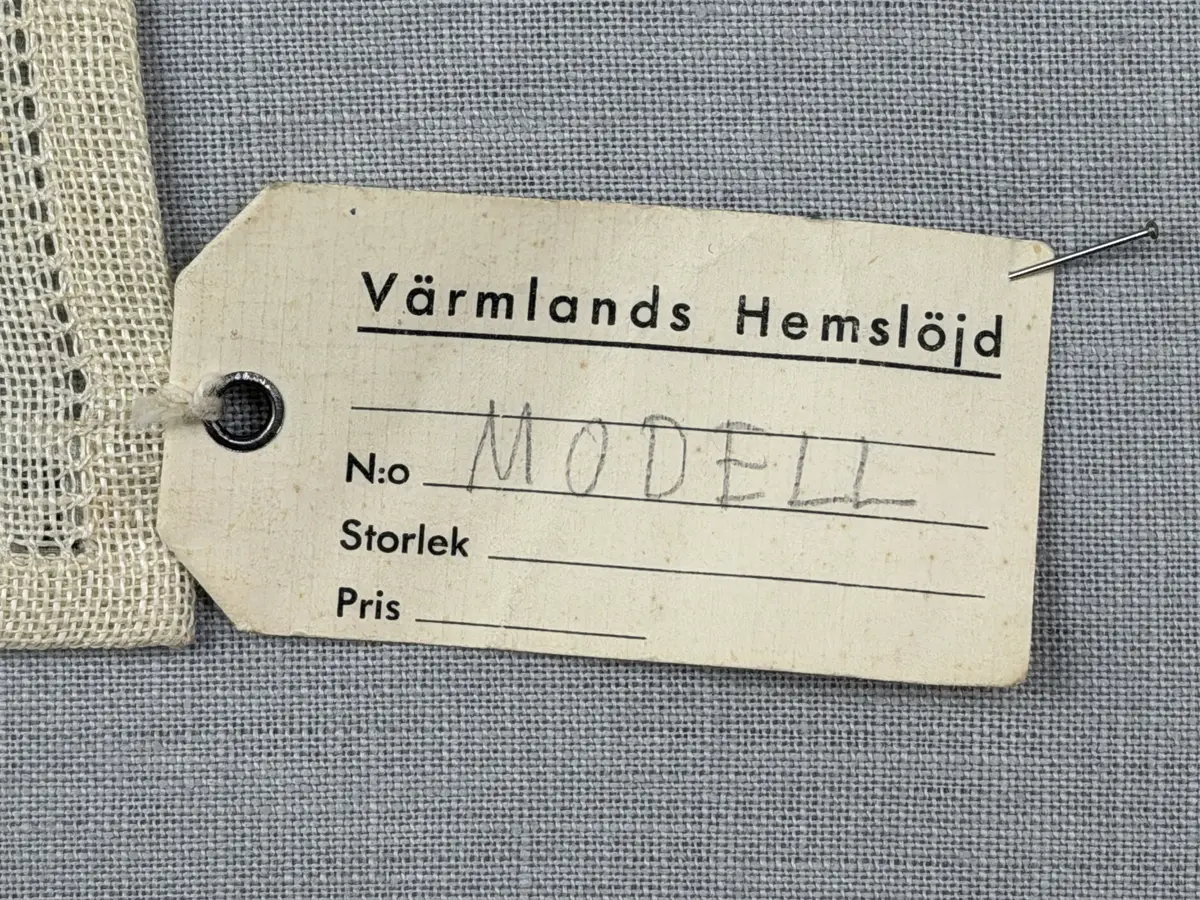 Värmlands Hemslöjd
N:o MODELL
Storlek
Pris